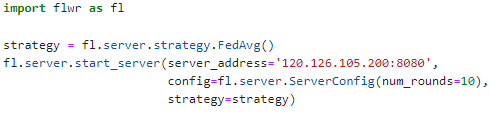 import flwr as fl

strategy = fl.server.strategy.FedAvg()
fl.server.start_server(server_address='120.126.105.200:8080',
                       config=fl.server.ServerConfig(num_rounds=10),
                       strategy=strategy)